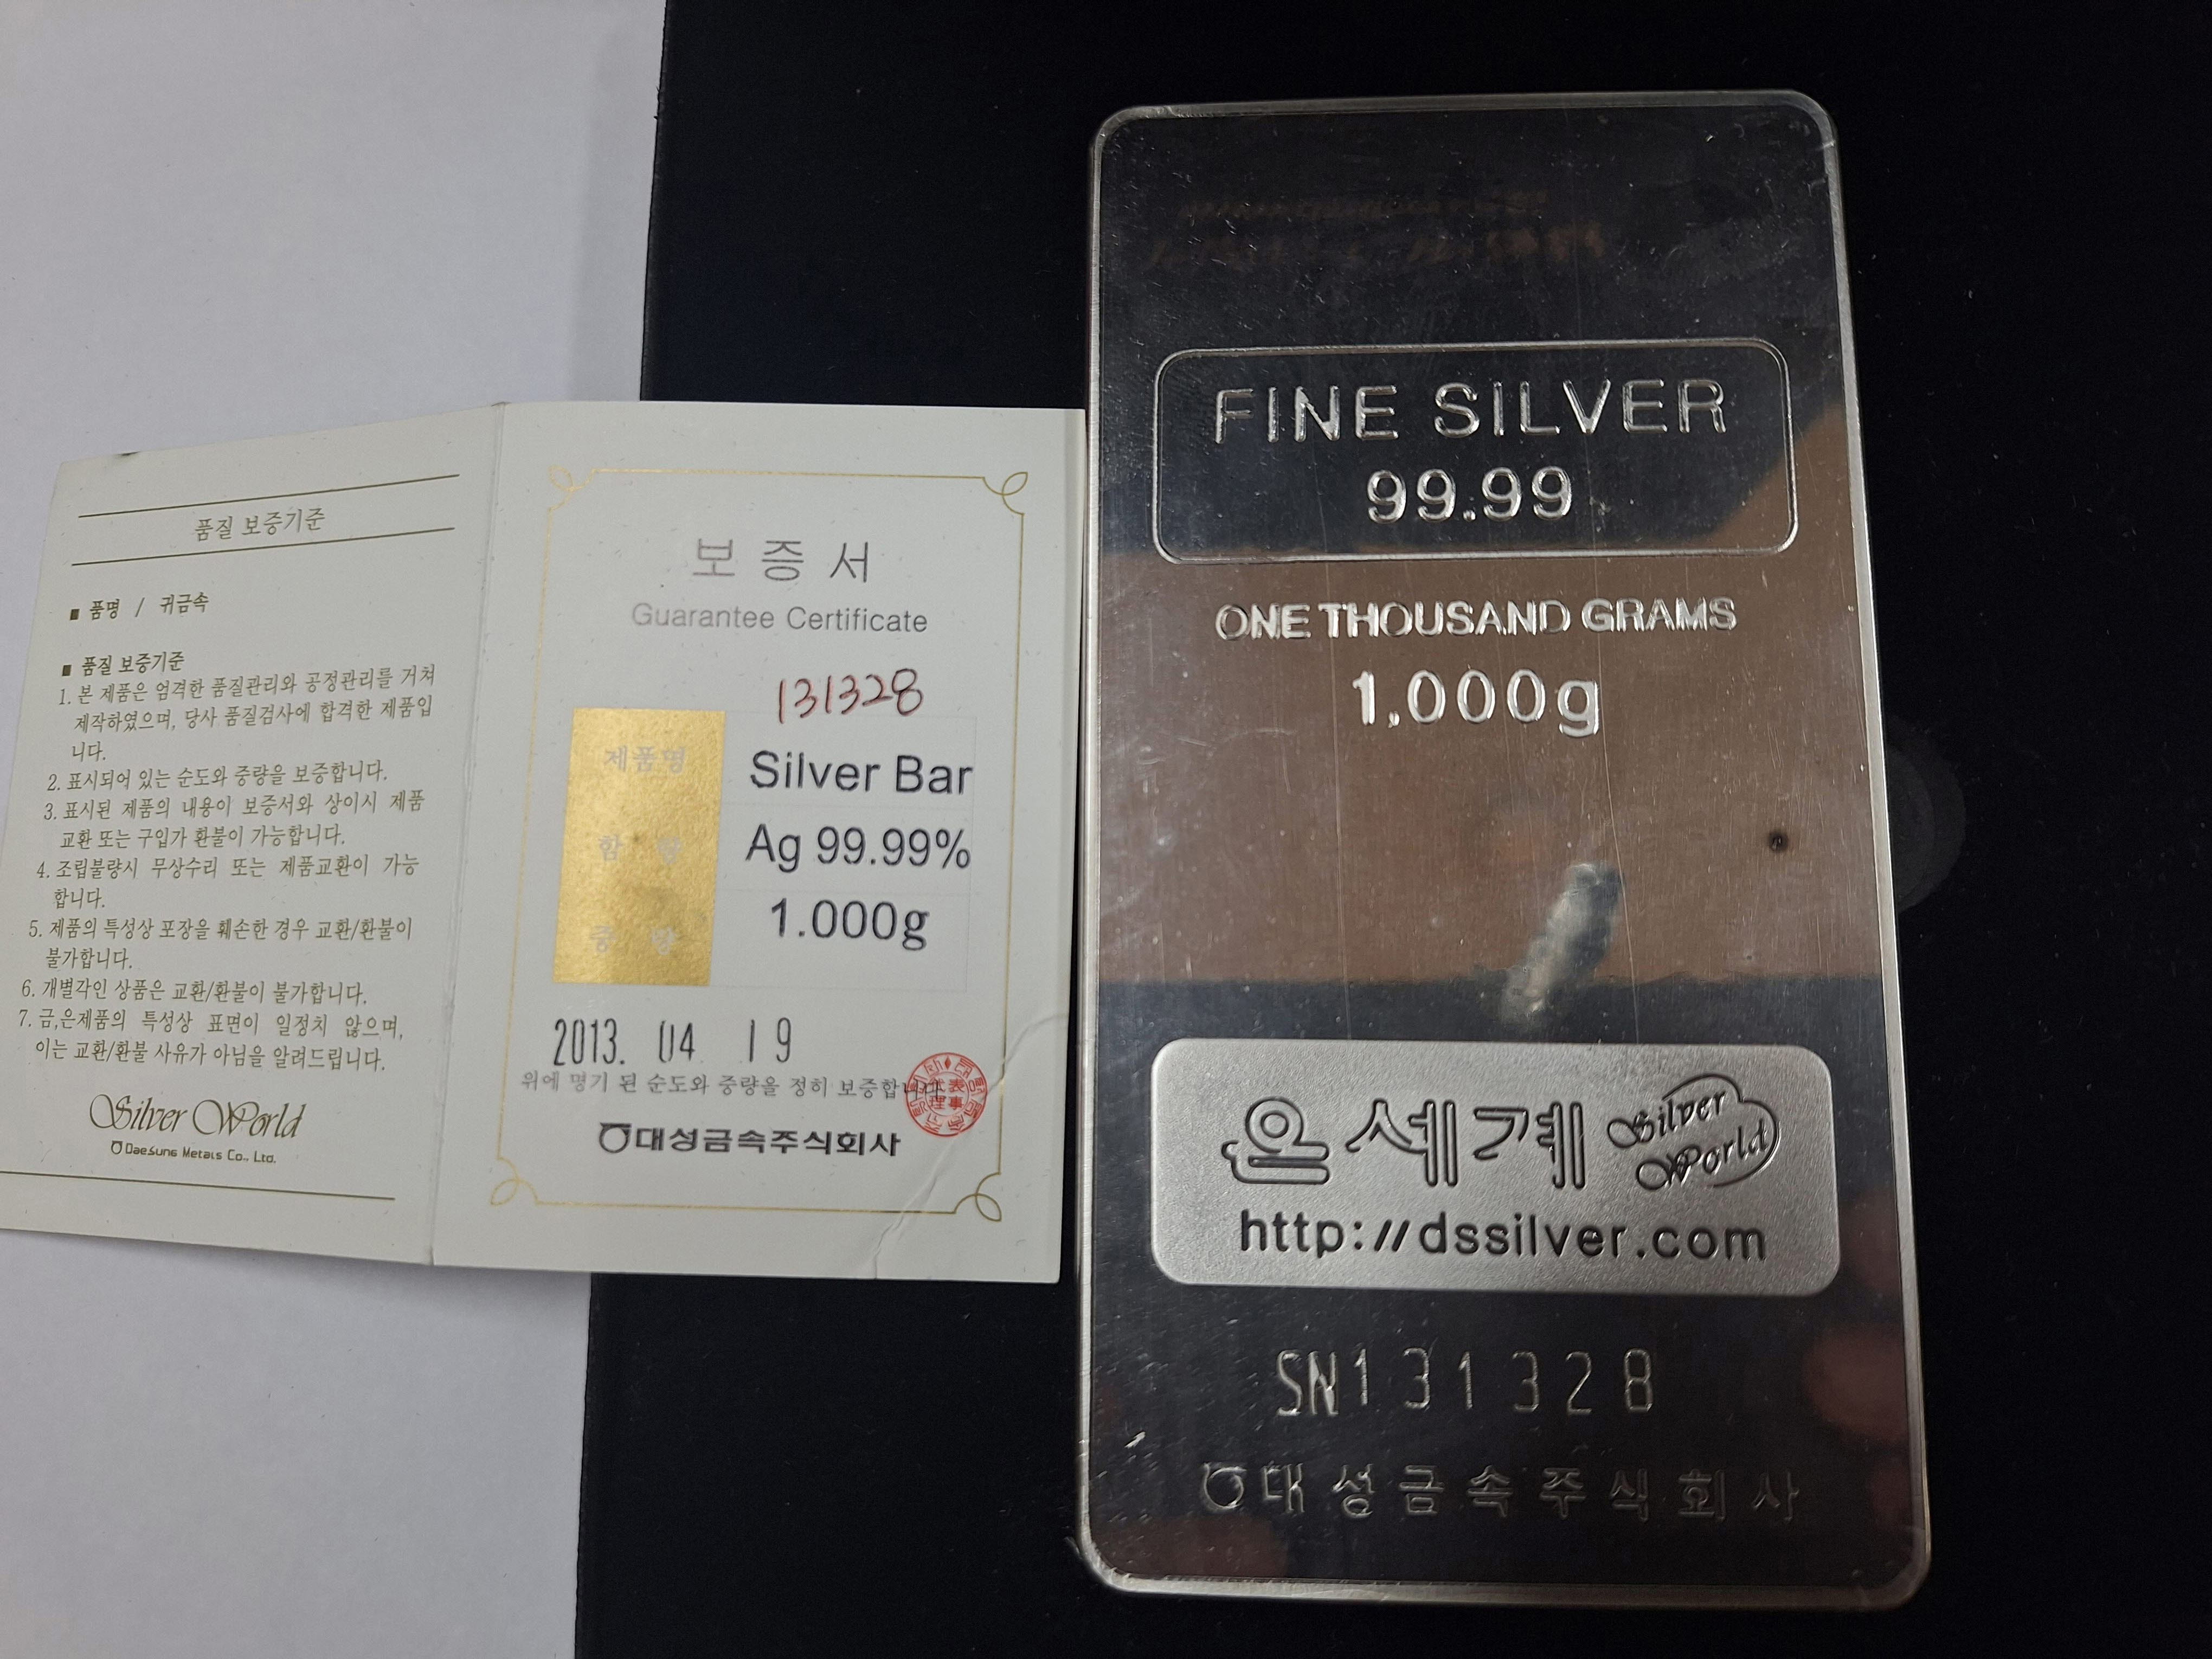 품질 보증기준
■ 품명 / 귀금속
■ 품질 보증기준
1. 본 제품은 엄격한 품질관리와 공정관리를 거쳐
제작하였으며, 당사 품질검사에 합격한 제품입
니다.
2. 표시되어 있는 순도와 중량을 보증합니다.
3. 표시된 제품의 내용이 보증서와 상이시 제품
교환 또는 구입가 환불이 가능합니다.
4. 조립불량시 무상수리 또는 제품교환이 가능
합니다.
5. 제품의 특성상 포장을 훼손한 경우 교환/환불이
불가합니다.
6. 개별각인 상품은 교환/환불이 불가합니다.
7. 금,은제품의 특성상 표면이 일정치 않으며,
이는 교환/환불 사유가 아님을 알려드립니다.
Silver World
DaeSung Metals Co., Ltd.
보증서
Guarantee Certificate
131328
제품명 Silver Bar
함 량 Ag 99.99%
중 량 1.000g
2013. 04 19
위에 명기 된 순도와 중량을 정히 보증합니다
대성금속주식회사
FINE SILVER
99.99
ONE THOUSAND GRAMS
1.000g
은세계 Silver World
http://dssilver.com
SN131328
대성금속주식회사